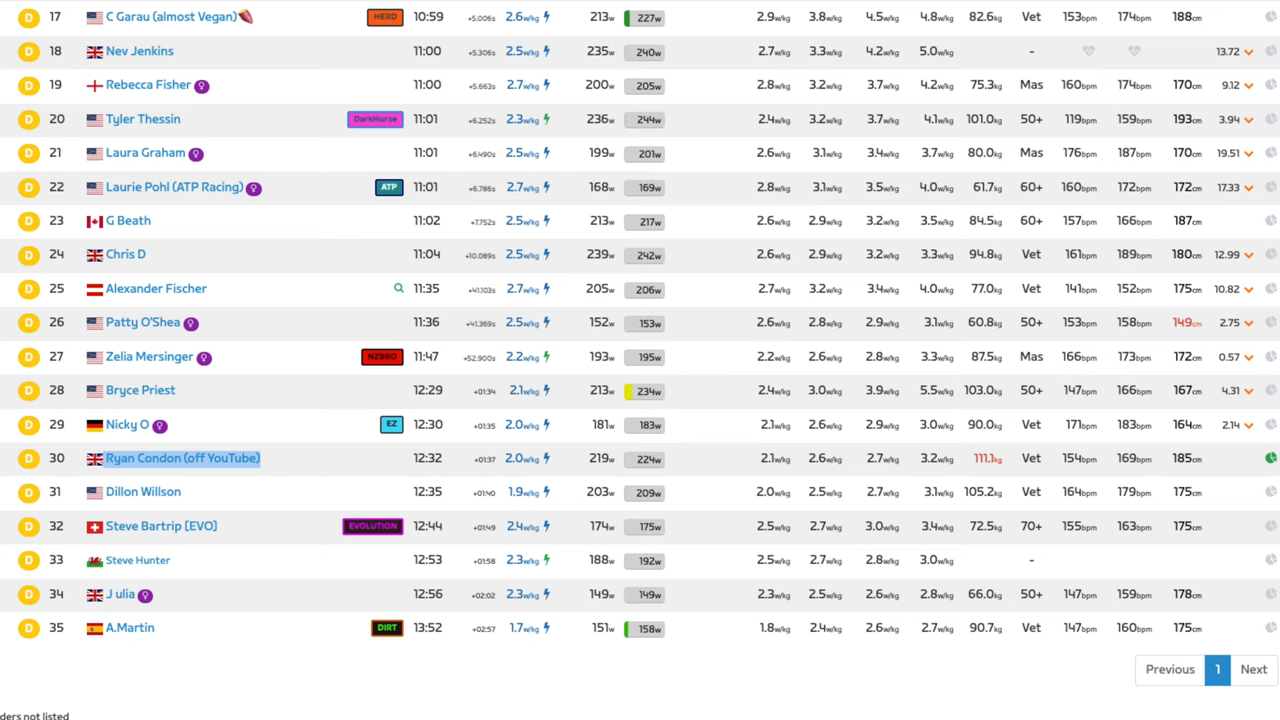 D 17 C Garau (almost Vegan) HERD 10:59 +5.006s 2.6w/kg 213w 227w 2.9w/kg 3.8w/kg 4.5w/kg 4.8w/kg 82.6kg Vet 153bpm 174bpm 188cm
D 18 Nev Jenkins 11:00 +5.306s 2.5w/kg 235w 240w 2.7w/kg 3.3w/kg 4.2w/kg 5.0w/kg - 13.72
D 19 Rebecca Fisher 11:00 +5.663s 2.7w/kg 200w 205w 2.8w/kg 3.2w/kg 3.7w/kg 4.2w/kg 75.3kg Mas 160bpm 174bpm 170cm 9.12
D 20 Tyler Thessin DarkHorse 11:01 +6.252s 2.3w/kg 236w 244w 2.4w/kg 3.2w/kg 3.7w/kg 4.1w/kg 101.0kg 50+ 119bpm 159bpm 193cm 3.94
D 21 Laura Graham 11:01 +6.490s 2.5w/kg 199w 201w 2.6w/kg 3.1w/kg 3.4w/kg 3.7w/kg 80.0kg Mas 176bpm 187bpm 170cm 19.51
D 22 Laurie Pohl (ATP Racing) ATP 11:01 +6.786s 2.7w/kg 168w 169w 2.8w/kg 3.1w/kg 3.5w/kg 4.0w/kg 61.7kg 60+ 160bpm 172bpm 172cm 17.33
D 23 G Beath 11:02 +7.752s 2.5w/kg 213w 217w 2.6w/kg 2.9w/kg 3.2w/kg 3.5w/kg 84.5kg 60+ 157bpm 166bpm 187cm
D 24 Chris D 11:04 +10.089s 2.5w/kg 239w 242w 2.6w/kg 2.9w/kg 3.2w/kg 3.3w/kg 94.8kg Vet 161bpm 189bpm 180cm 12.99
D 25 Alexander Fischer 11:35 +41.103s 2.7w/kg 205w 206w 2.7w/kg 3.2w/kg 3.4w/kg 4.0w/kg 77.0kg Vet 141bpm 152bpm 175cm 10.82
D 26 Patty O'Shea 11:36 +41.369s 2.5w/kg 152w 153w 2.6w/kg 2.8w/kg 2.9w/kg 3.1w/kg 60.8kg 50+ 153bpm 158bpm 149cm 2.75
D 27 Zelia Mersinger NZBRO 11:47 +52.900s 2.2w/kg 193w 195w 2.2w/kg 2.6w/kg 2.8w/kg 3.3w/kg 87.5kg Mas 166bpm 173bpm 172cm 0.57
D 28 Bryce Priest 12:29 +01:34 2.1w/kg 213w 234w 2.4w/kg 3.0w/kg 3.9w/kg 5.5w/kg 103.0kg 50+ 147bpm 166bpm 167cm 4.31
D 29 Nicky O EZ 12:30 +01:35 2.0w/kg 181w 183w 2.1w/kg 2.6w/kg 2.9w/kg 3.0w/kg 90.0kg Vet 171bpm 183bpm 164cm 2.14
D 30 Ryan Condon (off YouTube) 12:32 +01:37 2.0w/kg 219w 224w 2.1w/kg 2.6w/kg 2.7w/kg 3.2w/kg 111.1kg Vet 154bpm 169bpm 185cm
D 31 Dillon Willson 12:35 +01:40 1.9w/kg 203w 209w 2.0w/kg 2.5w/kg 2.7w/kg 3.1w/kg 105.2kg Vet 164bpm 179bpm 175cm
D 32 Steve Bartrip [EVO] EVOLUTION 12:44 +01:49 2.4w/kg 174w 175w 2.5w/kg 2.7w/kg 3.0w/kg 3.4w/kg 72.5kg 70+ 155bpm 163bpm 175cm
D 33 Steve Hunter 12:53 +01:58 2.3w/kg 188w 192w 2.5w/kg 2.7w/kg 2.8w/kg 3.0w/kg -
D 34 J ulia 12:56 +02:02 2.3w/kg 149w 149w 2.3w/kg 2.5w/kg 2.6w/kg 2.8w/kg 66.0kg 50+ 147bpm 159bpm 178cm
D 35 A.Martin DIRT 13:52 +02:57 1.7w/kg 151w 158w 1.8w/kg 2.4w/kg 2.6w/kg 2.7w/kg 90.7kg Vet 147bpm 160bpm 175cm
Previous 1 Next
ders not listed